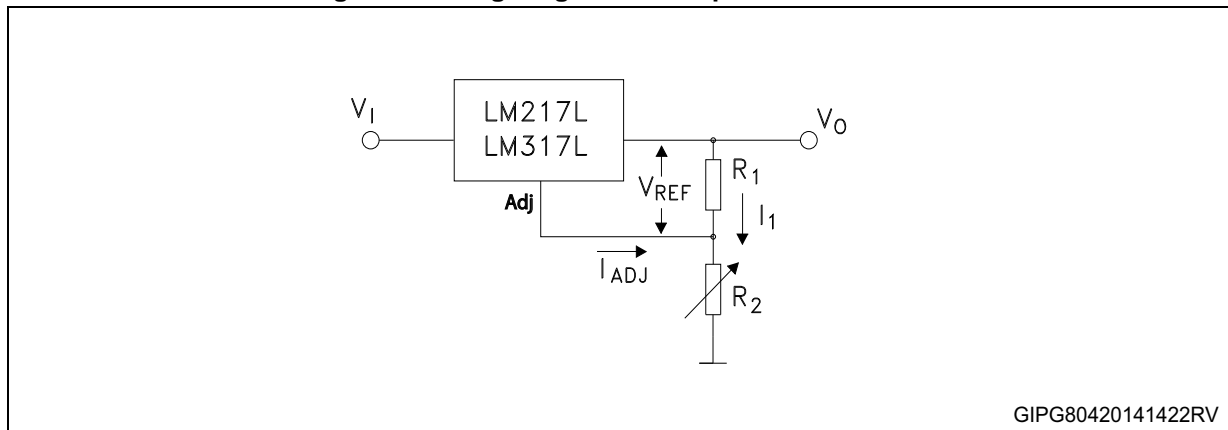 V_I
LM217L
LM317L
V_O
Adj
V_REF
R_1
I_1
I_ADJ
R_2
GIPG80420141422RV